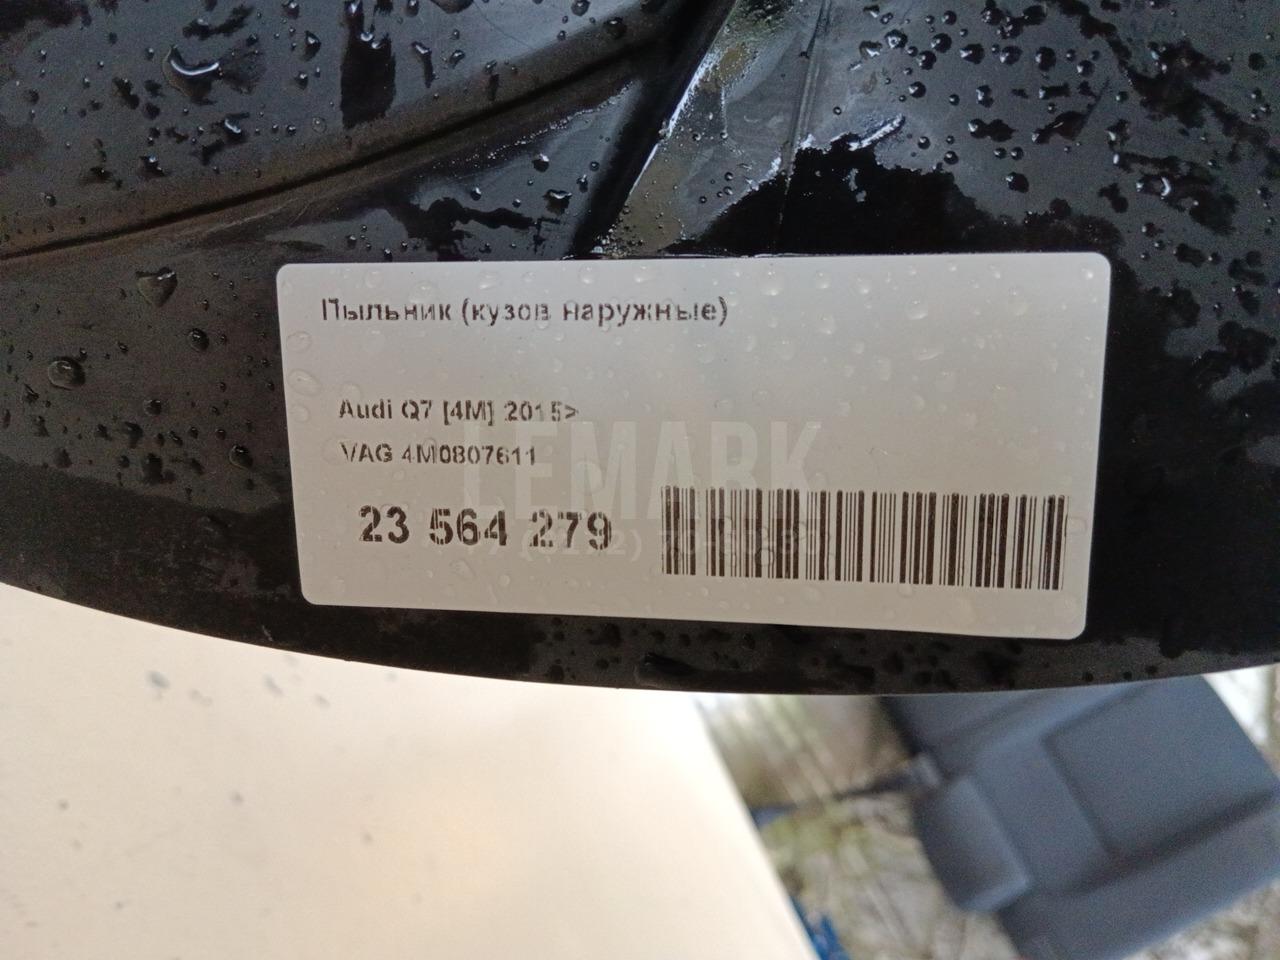 Пыльник (кузов наружные)
Audi Q7 [4M] 2015>
VAG 4M0807611
LEMARK
23 564 279